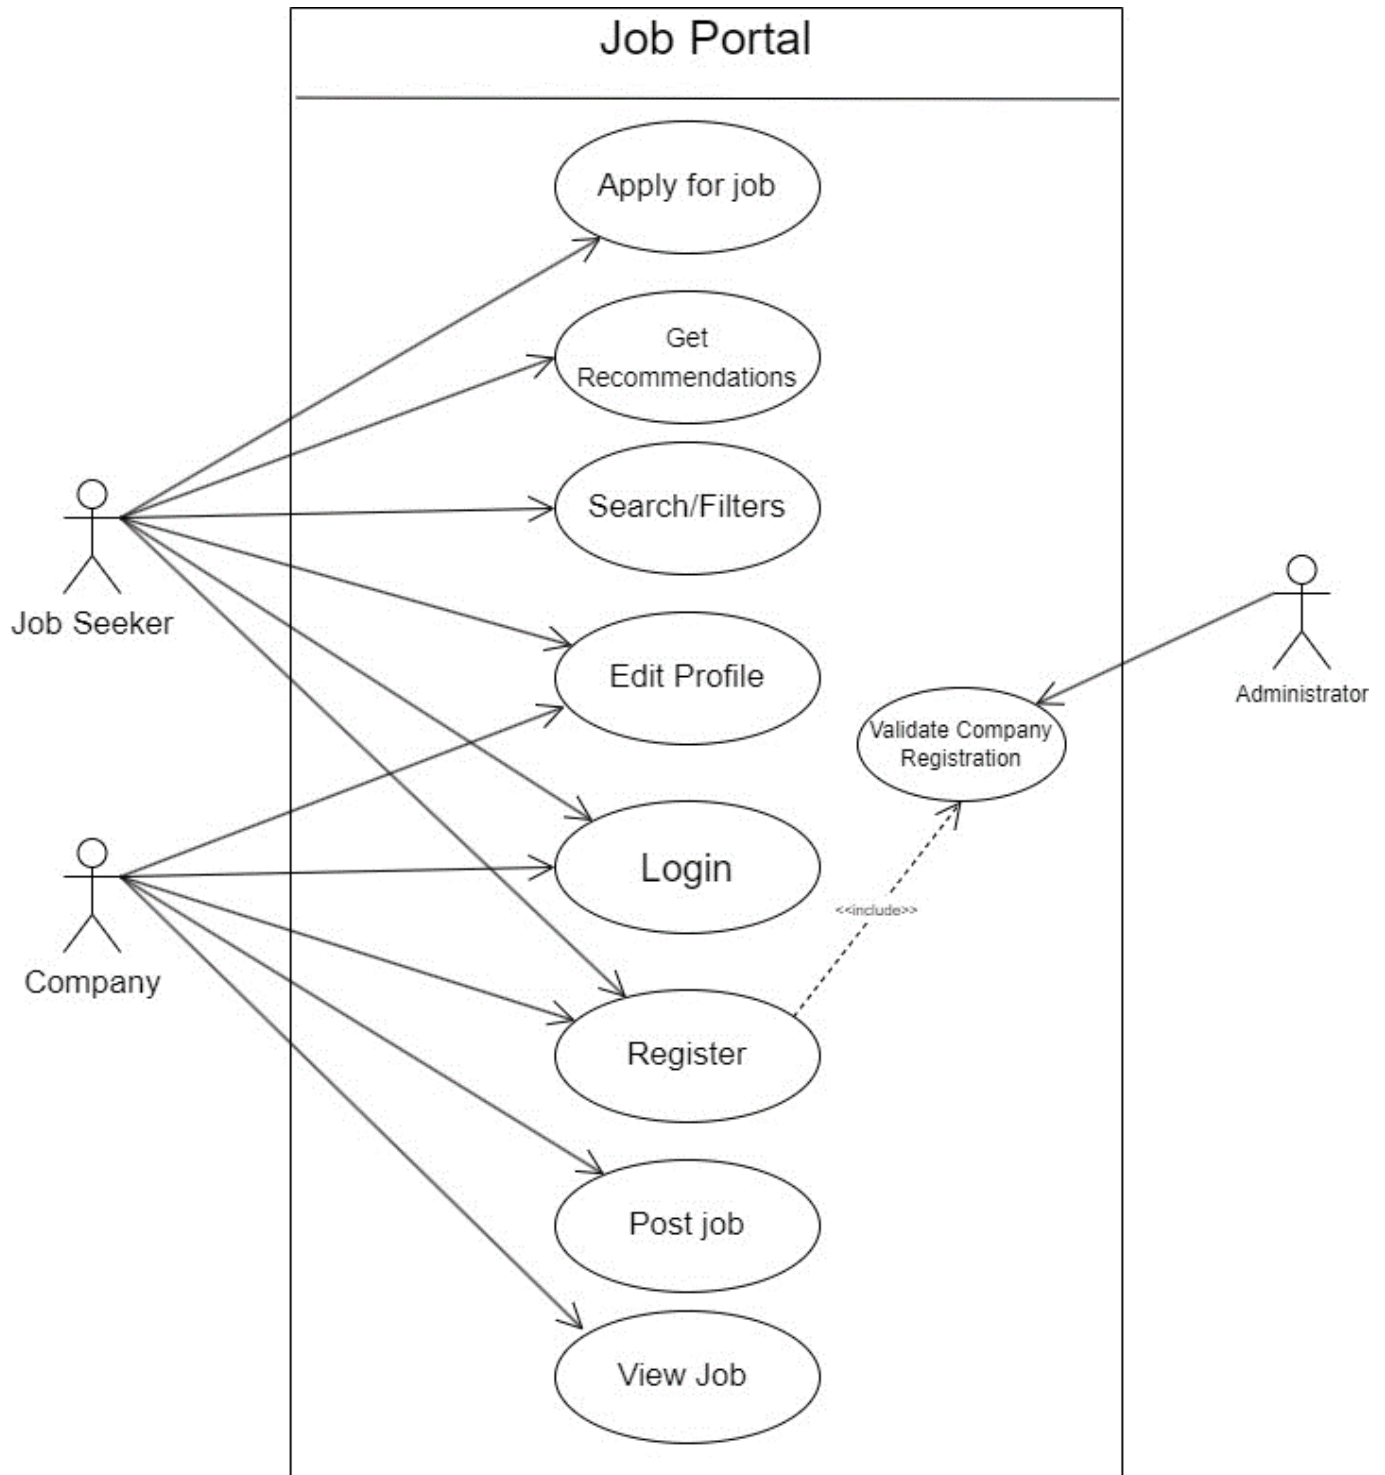 Job Portal
Apply for job
Get
Recommendations
Search/Filters
Job Seeker
Edit Profile
Administrator
Validate Company
Registration
Login
<<include>>
Company
Register
Post job
View Job